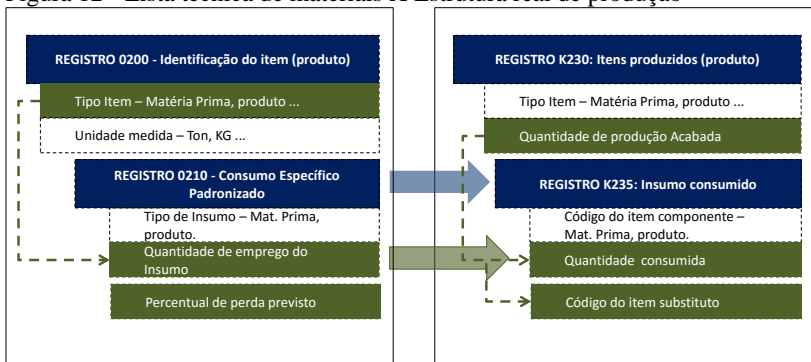 Figura 12 - Lista técnica de materiais X Estrutura real de produção
REGISTRO 0200 - Identificação do item (produto)
Tipo Item – Matéria Prima, produto ...
Unidade medida – Ton, KG ...
REGISTRO 0210 - Consumo Específico
Padronizado
Tipo de Insumo – Mat. Prima,
produto.
Quantidade de emprego do
Insumo
Percentual de perda previsto
REGISTRO K230: Itens produzidos (produto)
Tipo Item – Matéria Prima, produto ...
Quantidade de produção Acabada
REGISTRO K235: Insumo consumido
Código do item componente –
Mat. Prima, produto.
Quantidade consumida
Código do item substituto